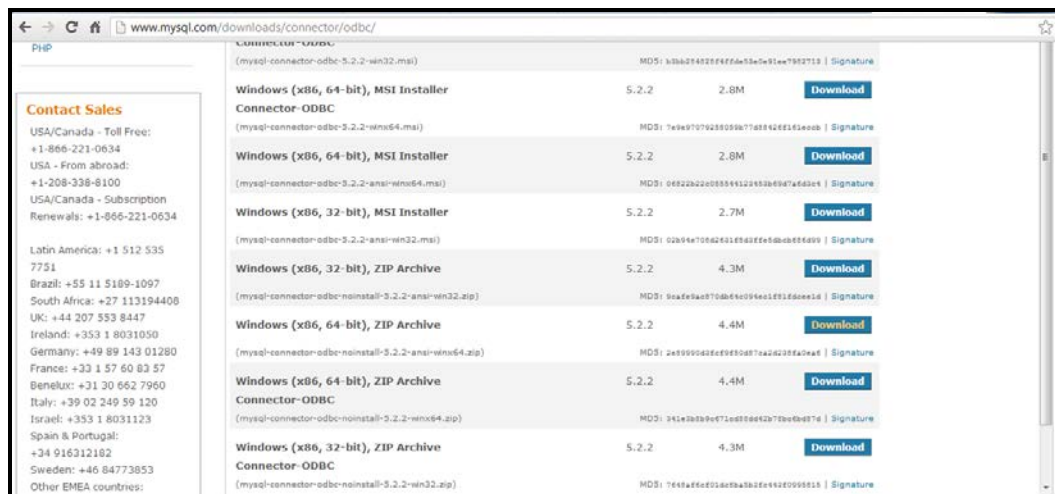 www.mysql.com/downloads/connector/odbc/
PHP
Contact Sales
USA/Canada - Toll Free:
+1-866-221-0634
USA - From abroad:
+1-208-338-8100
USA/Canada - Subscription
Renewals: +1-866-221-0634
Latin America: +1 512 535
7751
Brazil: +55 11 5189-1097
South Africa: +27 113194408
UK: +44 207 553 8447
Ireland: +353 1 8031050
Germany: +49 89 143 01280
France: +33 1 57 60 83 57
Benelux: +31 30 662 7960
Italy: +39 02 249 59 120
Israel: +353 1 8031123
Spain & Portugal:
+34 916312182
Sweden: +46 84773853
Other EMEA countries:
Connector-ODBC
(mysql-connector-odbc-5.2.2-win32.msi) MD5: | Signature
Windows (x86, 64-bit), MSI Installer 5.2.2 2.8M Download
Connector-ODBC
(mysql-connector-odbc-5.2.2-winx64.msi) MD5: | Signature
Windows (x86, 64-bit), MSI Installer 5.2.2 2.8M Download
(mysql-connector-odbc-5.2.2-ansi-winx64.msi) MD5: | Signature
Windows (x86, 32-bit), MSI Installer 5.2.2 2.7M Download
(mysql-connector-odbc-5.2.2-ansi-win32.msi) MD5: | Signature
Windows (x86, 32-bit), ZIP Archive 5.2.2 4.3M Download
(mysql-connector-odbc-noinstall-5.2.2-ansi-win32.zip) MD5: | Signature
Windows (x86, 64-bit), ZIP Archive 5.2.2 4.4M Download
(mysql-connector-odbc-noinstall-5.2.2-ansi-winx64.zip) MD5: | Signature
Windows (x86, 64-bit), ZIP Archive 5.2.2 4.4M Download
Connector-ODBC
(mysql-connector-odbc-noinstall-5.2.2-winx64.zip) MD5: | Signature
Windows (x86, 32-bit), ZIP Archive 5.2.2 4.3M Download
Connector-ODBC
(mysql-connector-odbc-noinstall-5.2.2-win32.zip) MD5: | Signature